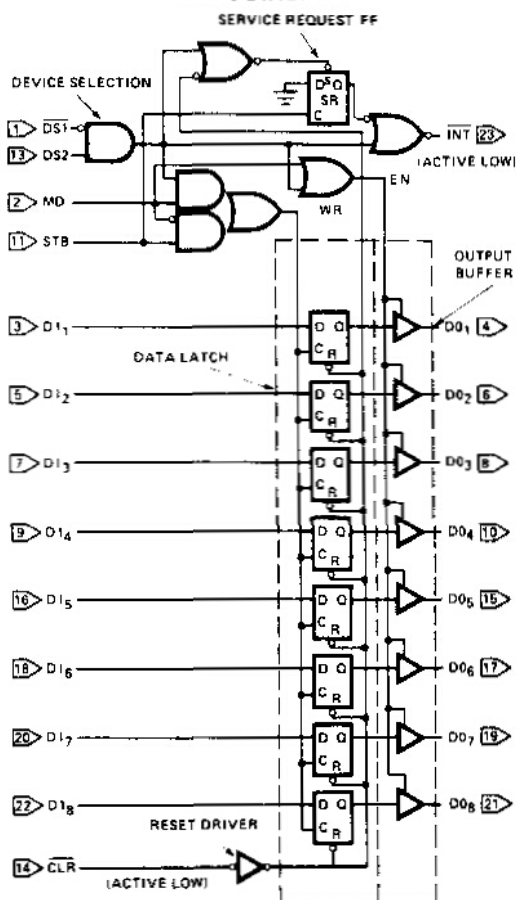 SERVICE REQUEST FF
DEVICE SELECTION
D S Q
SR
C
1 DS1
13 DS2
INT 23
(ACTIVE LOW)
2 MD
EN
WR
11 STB
OUTPUT
BUFFER
3 DI1 D Q C R DO1 4
DATA LATCH
5 DI2 D Q C R DO2 6
7 DI3 D Q C R DO3 8
9 DI4 D Q C R DO4 10
16 DI5 D Q C R DO5 15
18 DI6 D Q C R DO6 17
20 DI7 D Q C R DO7 19
22 DI8 D Q C R DO8 21
RESET DRIVER
14 CLR
(ACTIVE LOW)